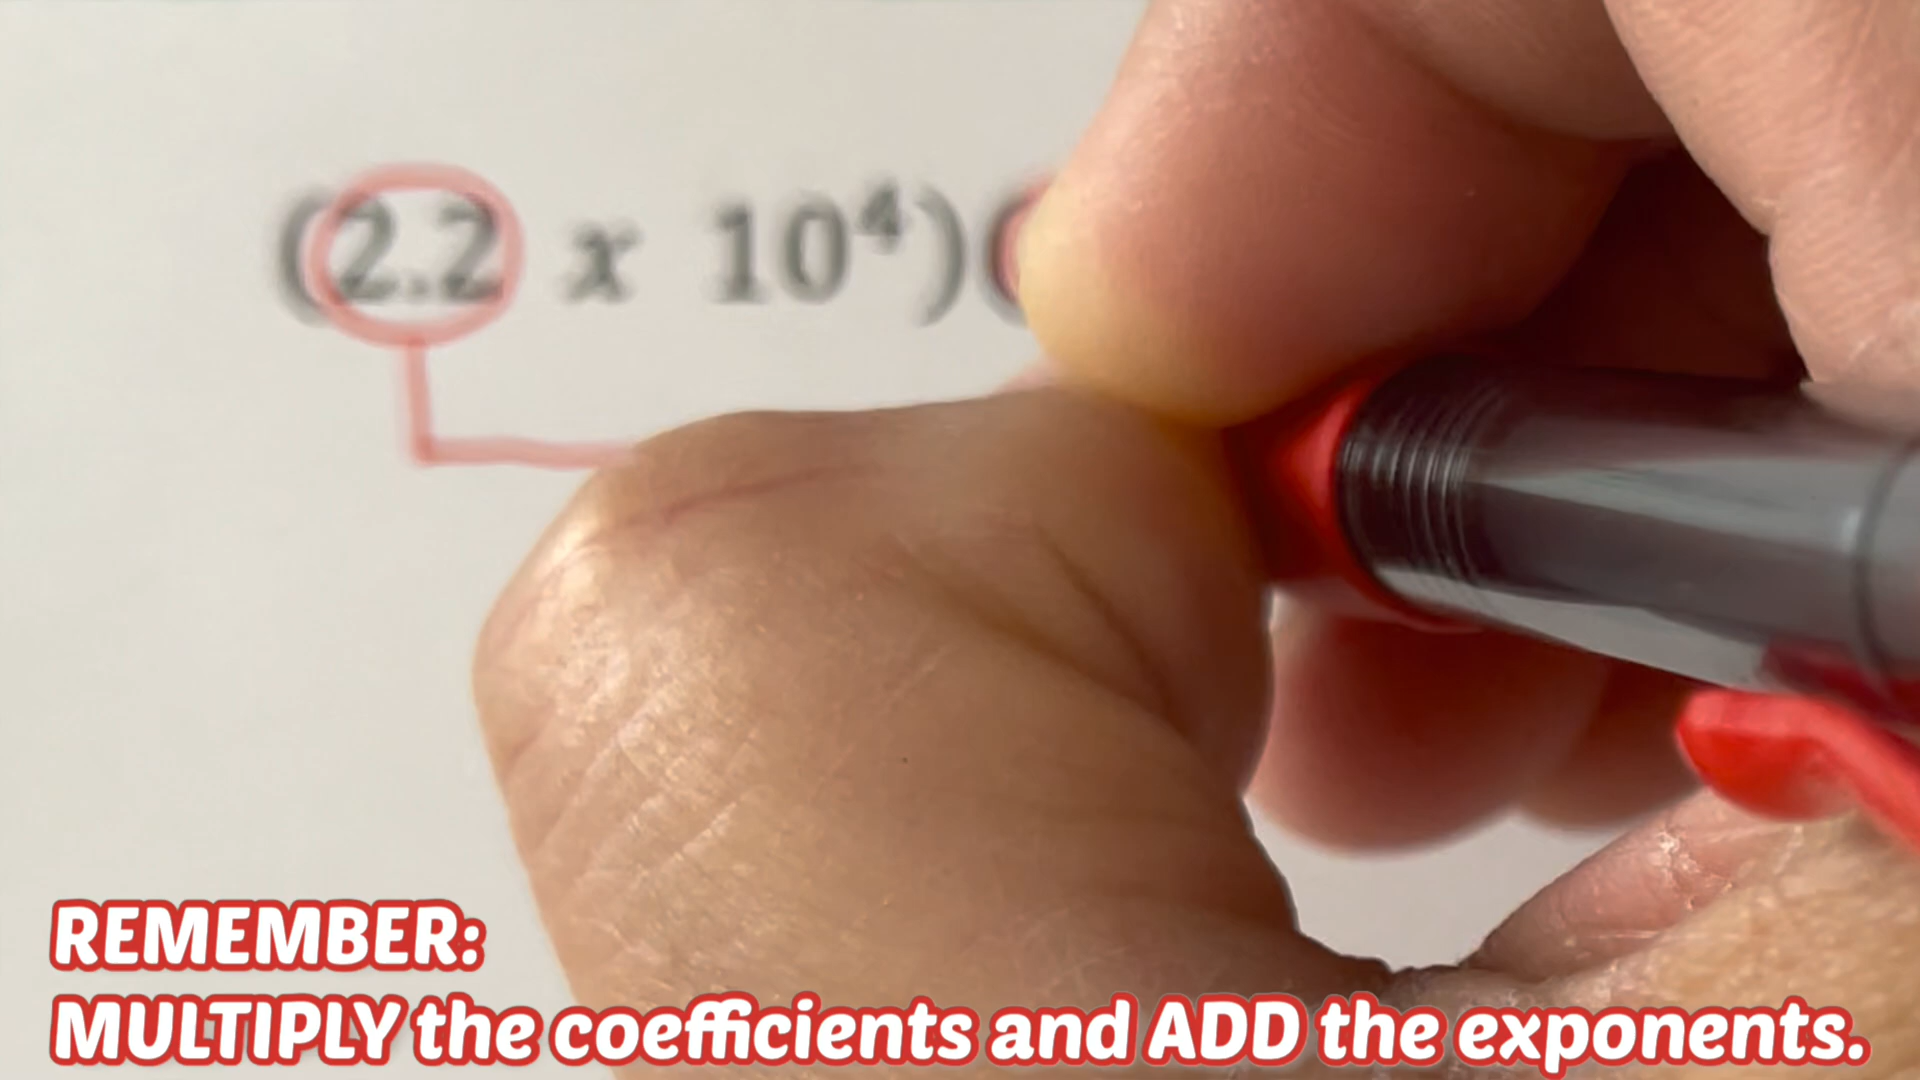 (2.2 x 10⁴)(
REMEMBER:
MULTIPLY the coefficients and ADD the exponents.